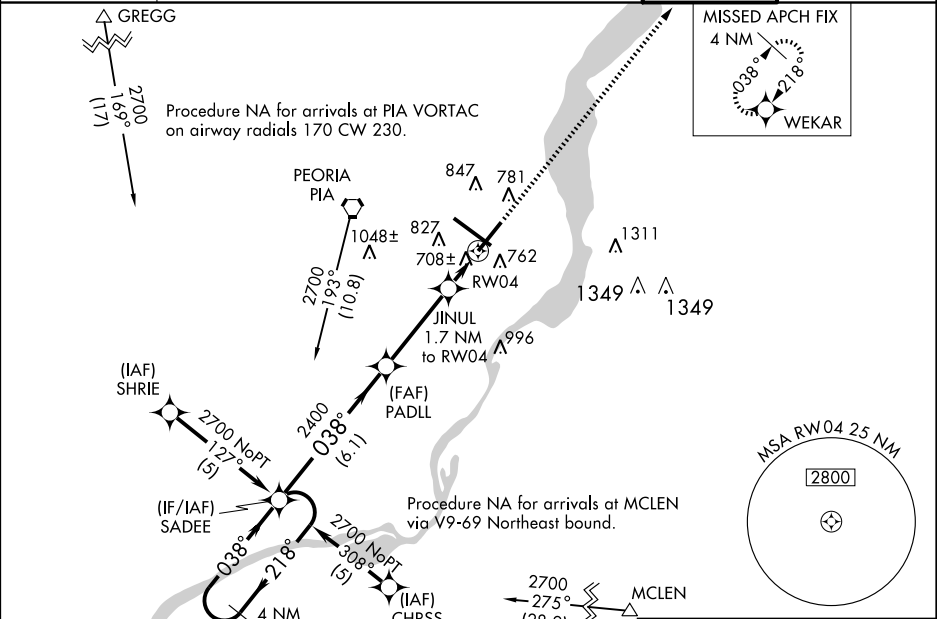 GREGG
2700
169°
(17)
Procedure NA for arrivals at PIA VORTAC
on airway radials 170 CW 230.
MISSED APCH FIX
4 NM
038°
218°
WEKAR
PEORIA
PIA
847
781
1048±
827
708±
762
RW04
1311
1349
1349
2700
193°
(10.8)
JINUL
1.7 NM
to RW04
996
(FAF)
PADLL
(IAF)
SHRIE
2700 NoPT
127°
(5)
2400
038°
(6.1)
(IF/IAF)
SADEE
Procedure NA for arrivals at MCLEN
via V9-69 Northeast bound.
MSA RW04 25 NM
2800
038°
218°
2700 NoPT
308°
(5)
4 NM
(IAF)
2700
275°
MCLEN